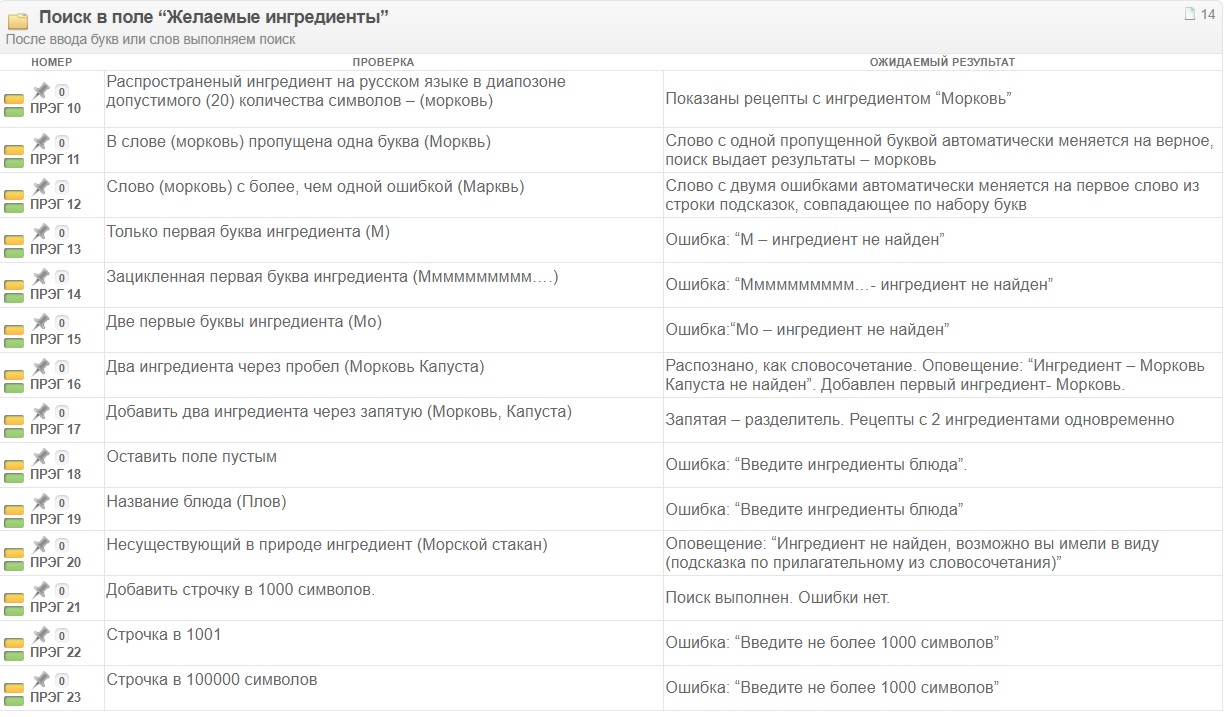 Поиск в поле “Желаемые ингредиенты”
14
После ввода букв или слов выполняем поиск
НОМЕР ПРОВЕРКА ОЖИДАЕМЫЙ РЕЗУЛЬТАТ
0
ПРЭГ 10
Распространеный ингредиент на русском языке в диапозоне
допустимого (20) количества символов – (морковь)
Показаны рецепты с ингредиентом “Морковь”
0
ПРЭГ 11
В слове (морковь) пропущена одна буква (Морквь)
Слово с одной пропущенной буквой автоматически меняется на верное,
поиск выдает результаты – морковь
0
ПРЭГ 12
Слово (морковь) с более, чем одной ошибкой (Марквь)
Слово с двумя ошибками автоматически меняется на первое слово из
строки подсказок, совпадающее по набору букв
0
ПРЭГ 13
Только первая буква ингредиента (М)
Ошибка: “М – ингредиент не найден”
0
ПРЭГ 14
Зацикленная первая буква ингредиента (Мммммммммм….)
Ошибка: “Мммммммммм…- ингредиент не найден”
0
ПРЭГ 15
Две первые буквы ингредиента (Мо)
Ошибка:“Мо – ингредиент не найден”
0
ПРЭГ 16
Два ингредиента через пробел (Морковь Капуста)
Распознано, как словосочетание. Оповещение: “Ингредиент – Морковь
Капуста не найден”. Добавлен первый ингредиент- Морковь.
0
ПРЭГ 17
Добавить два ингредиента через запятую (Морковь, Капуста)
Запятая – разделитель. Рецепты с 2 ингредиентами одновременно
0
ПРЭГ 18
Оставить поле пустым
Ошибка: “Введите ингредиенты блюда”.
0
ПРЭГ 19
Название блюда (Плов)
Ошибка: “Введите ингредиенты блюда”
0
ПРЭГ 20
Несуществующий в природе ингредиент (Морской стакан)
Оповещение: “Ингредиент не найден, возможно вы имели в виду
(подсказка по прилагательному из словосочетания)”
0
ПРЭГ 21
Добавить строчку в 1000 символов.
Поиск выполнен. Ошибки нет.
0
ПРЭГ 22
Строчка в 1001
Ошибка: “Введите не более 1000 символов”
0
ПРЭГ 23
Строчка в 100000 символов
Ошибка: “Введите не более 1000 символов”